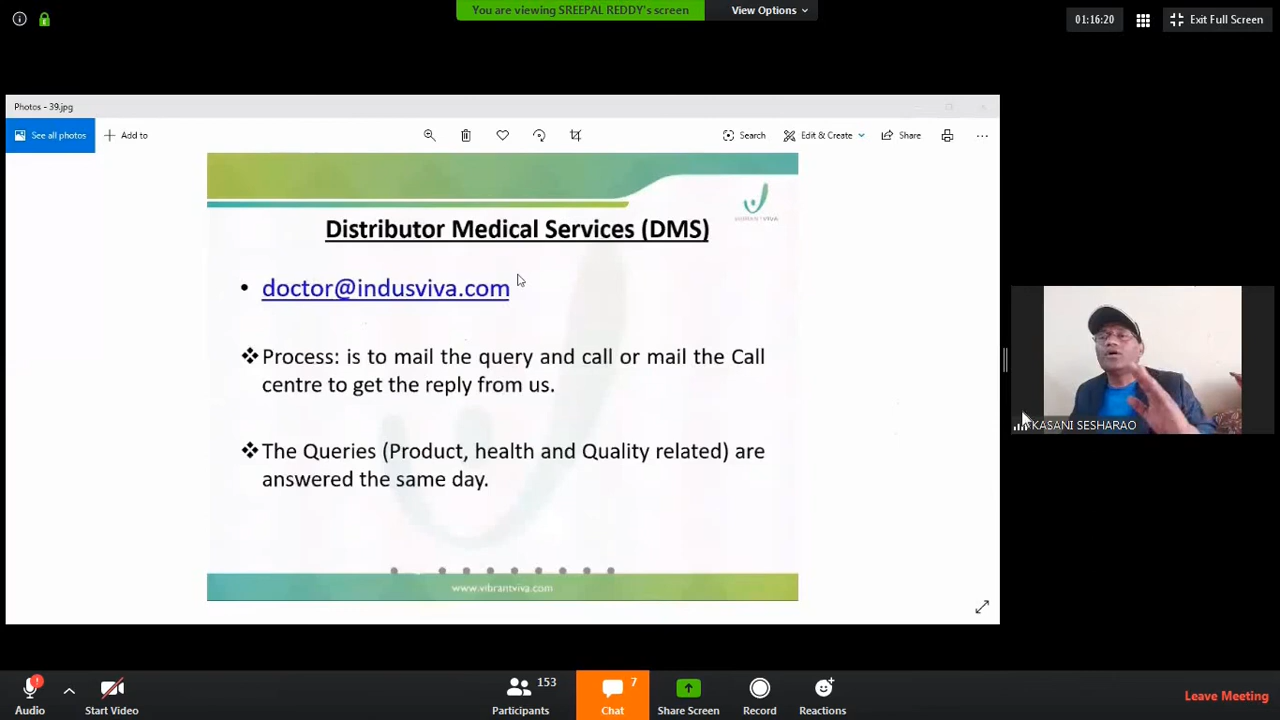 You are viewing SREEPAL REDDY's screen
View Options
01:16:20
Exit Full Screen
Photos - 39.jpg
See all photos
Add to
Search
Edit & Create
Share
VIBRANTVIVA
Distributor Medical Services (DMS)
• doctor@indusviva.com
❖ Process: is to mail the query and call or mail the Call
centre to get the reply from us.
❖ The Queries (Product, health and Quality related) are
answered the same day.
www.vibrantviva.com
KASANI SESHARAO
Audio
Start Video
153
Participants
7
Chat
Share Screen
Record
Reactions
Leave Meeting